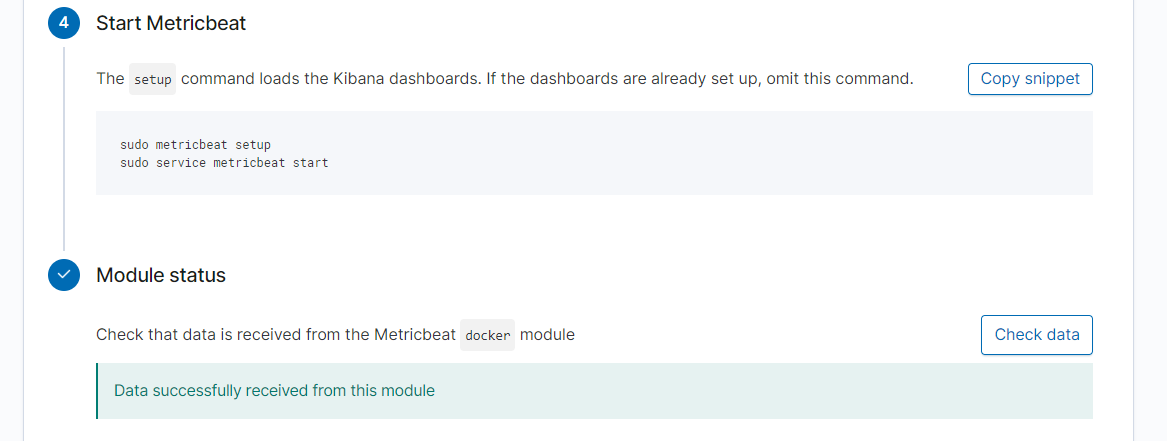 4 Start Metricbeat
The setup command loads the Kibana dashboards. If the dashboards are already set up, omit this command.
Copy snippet
sudo metricbeat setup
sudo service metricbeat start
Module status
Check that data is received from the Metricbeat docker module
Check data
Data successfully received from this module